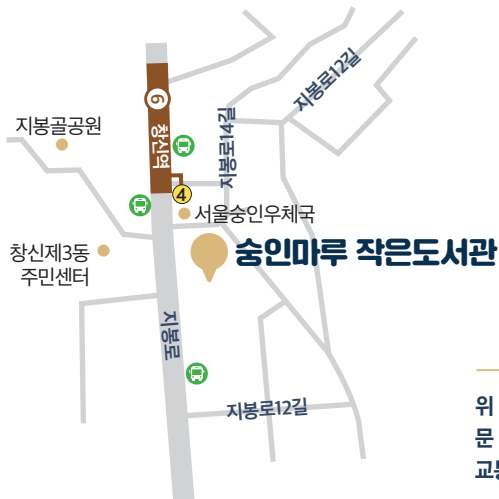 지봉로12길
6
창신역
지봉골공원
지봉로14길
4
서울숭인우체국
숭인마루 작은도서관
창신제3동
주민센터
지봉로
지봉로12길
위
문